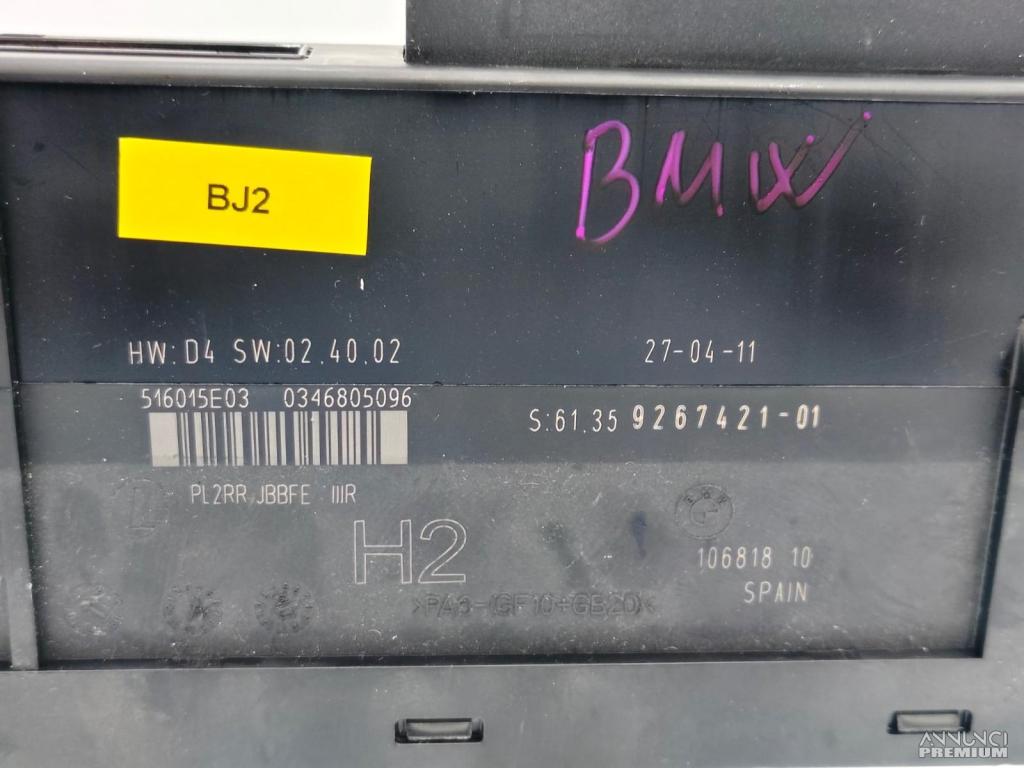 BJ2
BMW
HW:D4 SW:02.40.02
27-04-11
516015E03 0346805096
S:61.35 9267421-01
PL2RR JBBFE IIIR
H2
106818 10
SPAIN
>PA6-(GF10+GB20)<
ANNUNCI
PREMIUM